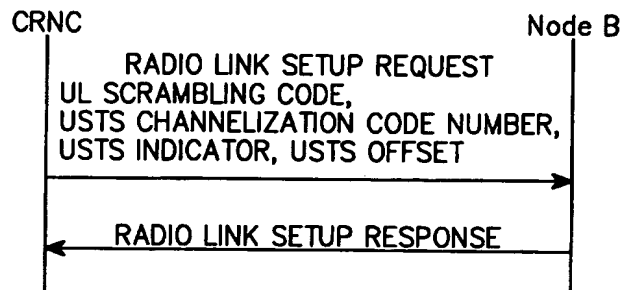 CRNC
Node B
RADIO LINK SETUP REQUEST
UL SCRAMBLING CODE,
USTS CHANNELIZATION CODE NUMBER,
USTS INDICATOR, USTS OFFSET
RADIO LINK SETUP RESPONSE